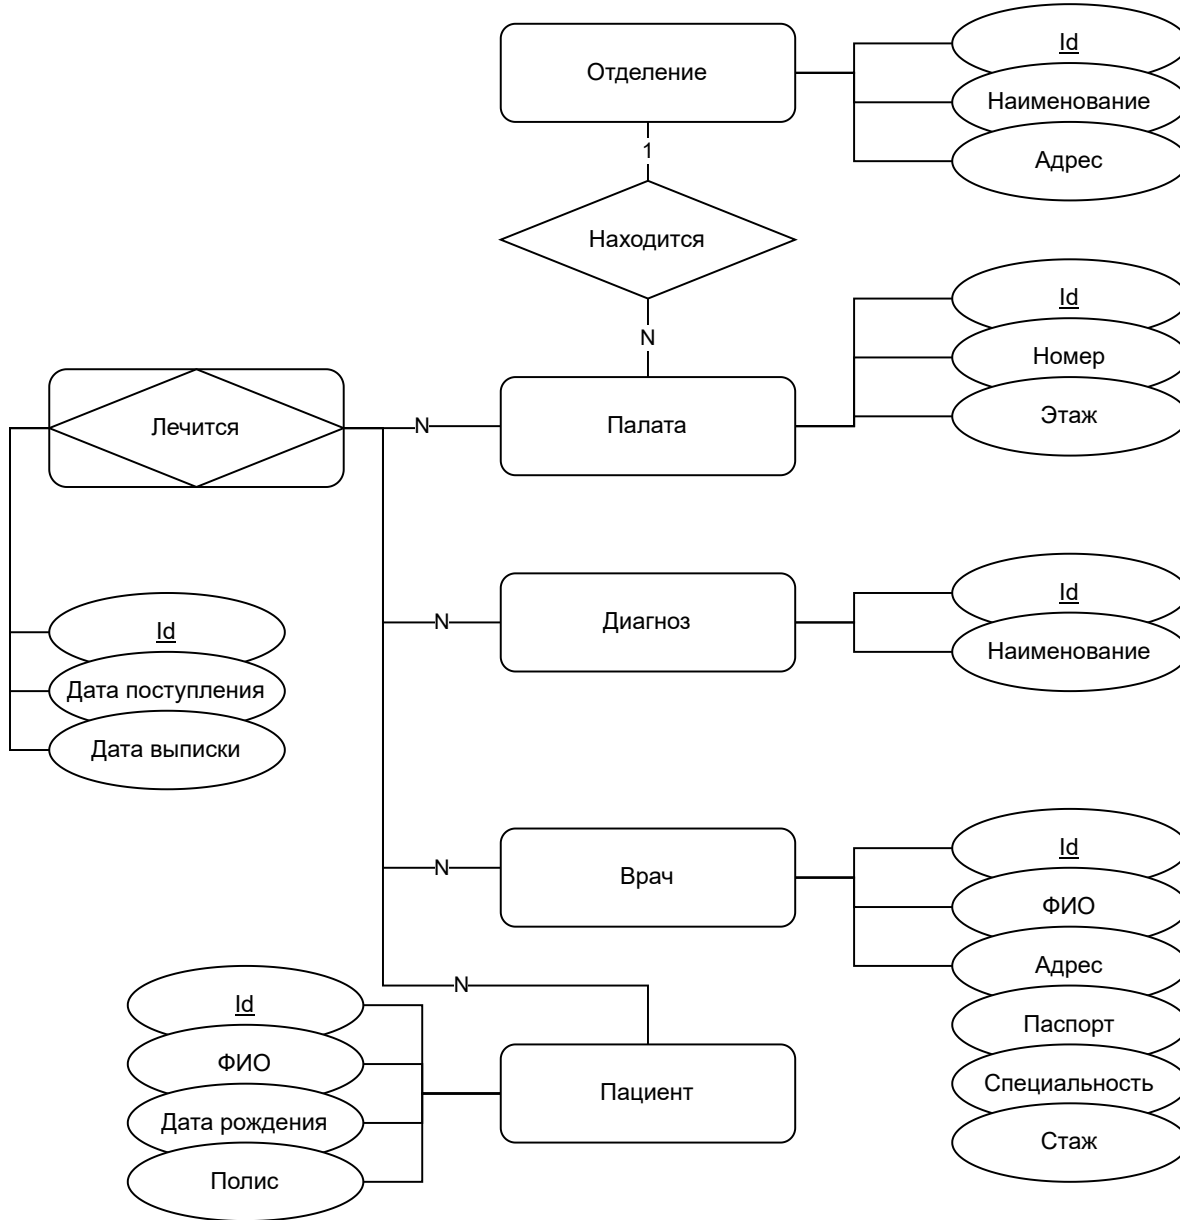 Отделение
Id
Наименование
Адрес
1
Находится
N
Палата
Id
Номер
Этаж
Лечится
N
Id
Дата поступления
Дата выписки
N
Диагноз
Id
Наименование
N
Врач
Id
ФИО
Адрес
Паспорт
Специальность
Стаж
N
Пациент
Id
ФИО
Дата рождения
Полис